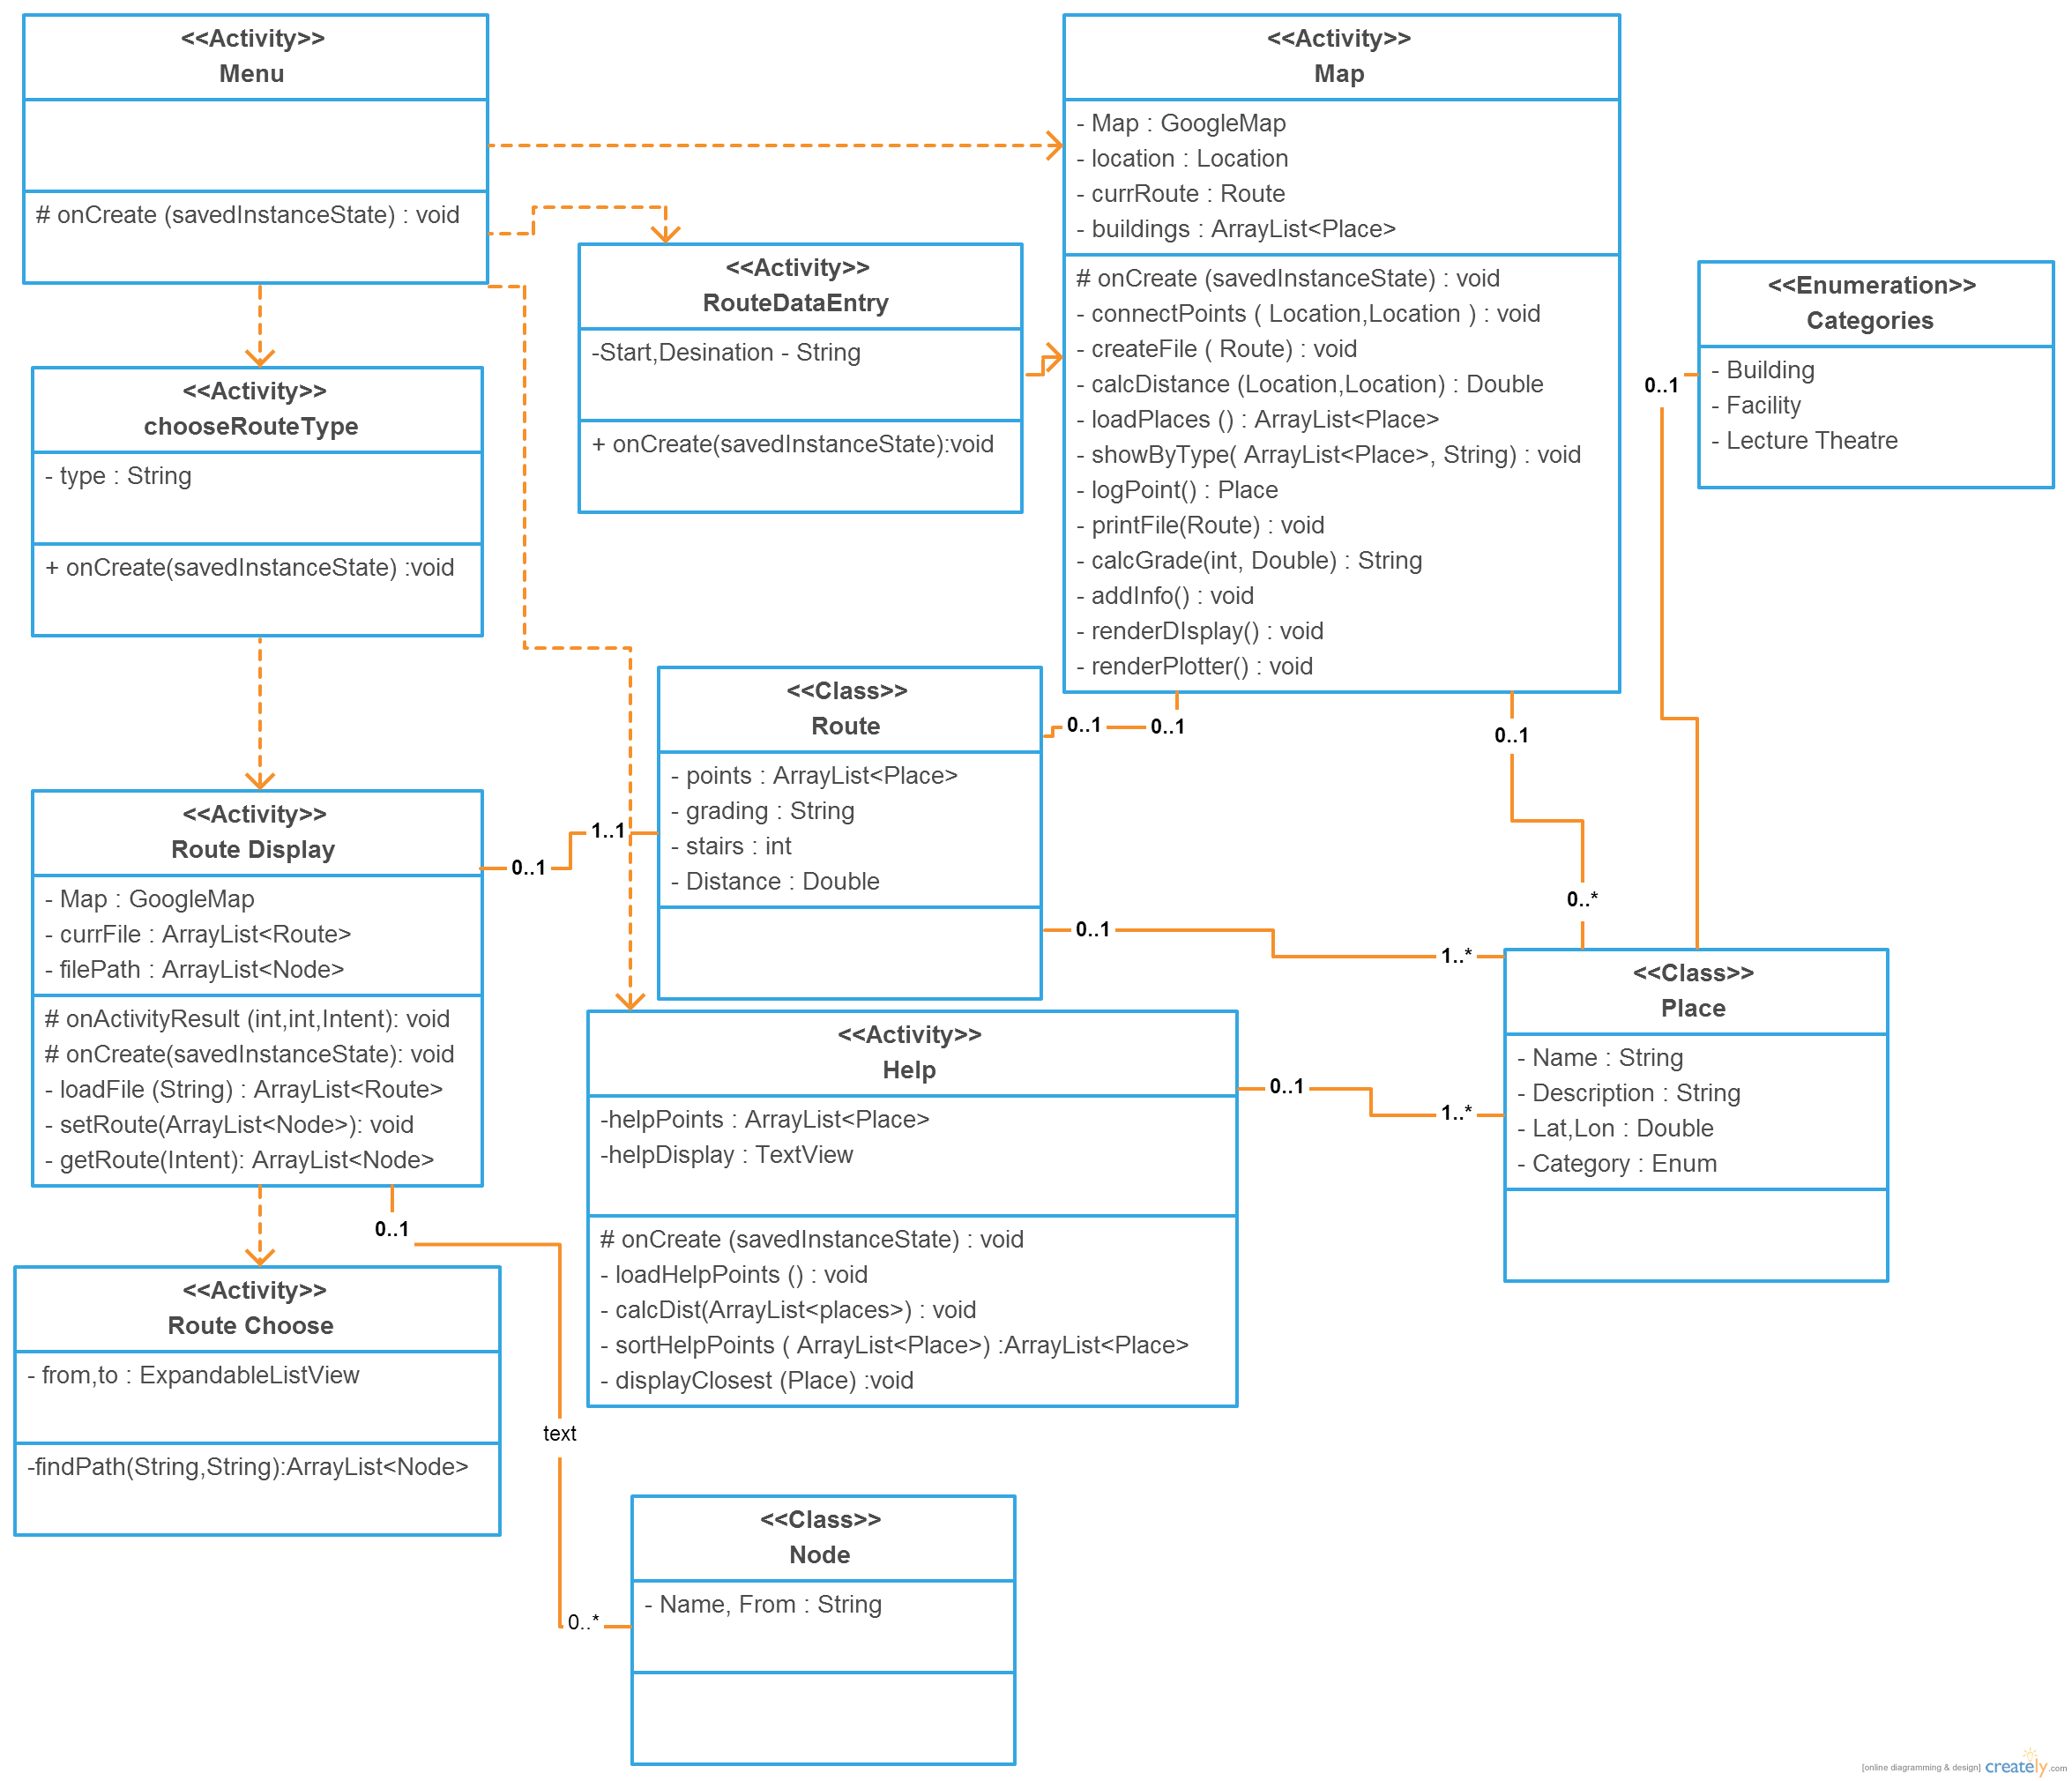 <<Activity>>
Menu
# onCreate (savedInstanceState) : void
<<Activity>>
Map
- Map : GoogleMap
- location : Location
- currRoute : Route
- buildings : ArrayList<Place>
# onCreate (savedInstanceState) : void
- connectPoints ( Location,Location ) : void
- createFile ( Route) : void
- calcDistance (Location,Location) : Double
- loadPlaces () : ArrayList<Place>
- showByType( ArrayList<Place>, String) : void
- logPoint() : Place
- printFile(Route) : void
- calcGrade(int, Double) : String
- addInfo() : void
- renderDIsplay() : void
- renderPlotter() : void
<<Activity>>
RouteDataEntry
-Start,Desination - String
+ onCreate(savedInstanceState):void
<<Enumeration>>
Categories
- Building
- Facility
- Lecture Theatre
0..1
<<Activity>>
chooseRouteType
- type : String
+ onCreate(savedInstanceState) :void
<<Class>>
Route
- points : ArrayList<Place>
- grading : String
- stairs : int
- Distance : Double
0..1
0..1
0..1
0..*
<<Activity>>
Route Display
- Map : GoogleMap
- currFile : ArrayList<Route>
- filePath : ArrayList<Node>
# onActivityResult (int,int,Intent): void
# onCreate(savedInstanceState): void
- loadFile (String) : ArrayList<Route>
- setRoute(ArrayList<Node>): void
- getRoute(Intent): ArrayList<Node>
0..1
1..1
0..1
1..*
<<Class>>
Place
- Name : String
- Description : String
- Lat,Lon : Double
- Category : Enum
<<Activity>>
Help
-helpPoints : ArrayList<Place>
-helpDisplay : TextView
# onCreate (savedInstanceState) : void
- loadHelpPoints () : void
- calcDist(ArrayList<places>) : void
- sortHelpPoints ( ArrayList<Place>) :ArrayList<Place>
- displayClosest (Place) :void
0..1
1..*
0..1
<<Activity>>
Route Choose
- from,to : ExpandableListView
-findPath(String,String):ArrayList<Node>
text
0..*
<<Class>>
Node
- Name, From : String
[online diagramming & design] creately.com